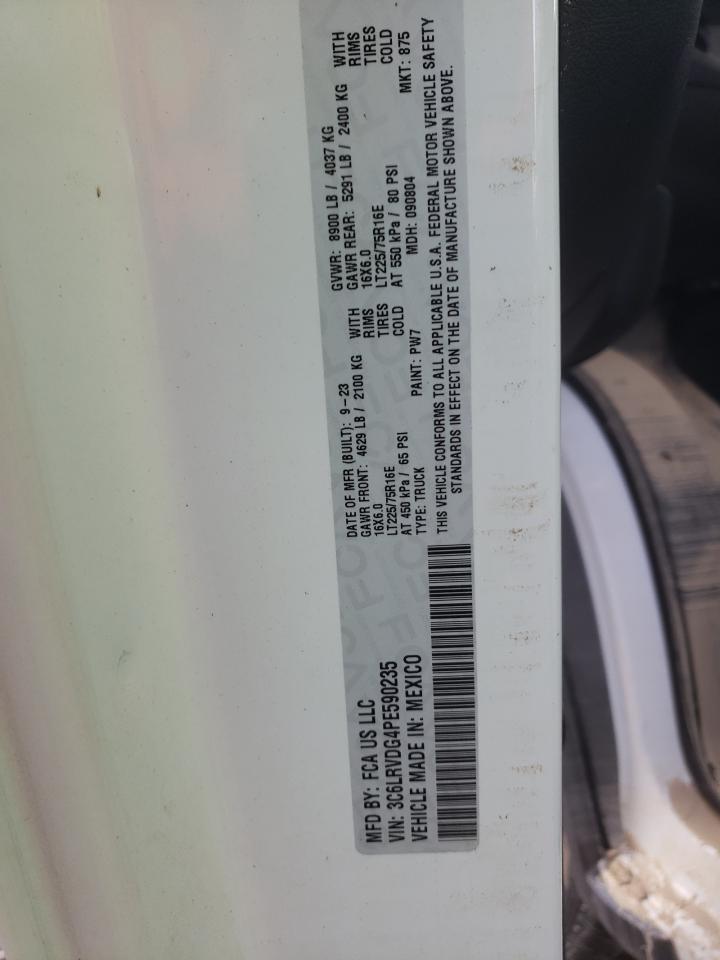 MFD BY: FCA US LLC
VIN: 3C6LRVDG4PE590235
VEHICLE MADE IN: MEXICO
DATE OF MFR (BUILT): 9-23
GAWR FRONT: 4629 LB / 2100 KG WITH
16X6.0 RIMS
LT225/75R16E TIRES
AT 450 kPa / 65 PSI COLD
GVWR: 8900 LB / 4037 KG
GAWR REAR: 5291 LB / 2400 KG WITH
16X6.0 RIMS
LT225/75R16E TIRES
AT 550 kPa / 80 PSI COLD
TYPE: TRUCK PAINT: PW7 MDH: 090804 MKT: 875
THIS VEHICLE CONFORMS TO ALL APPLICABLE U.S.A. FEDERAL MOTOR VEHICLE SAFETY
STANDARDS IN EFFECT ON THE DATE OF MANUFACTURE SHOWN ABOVE.